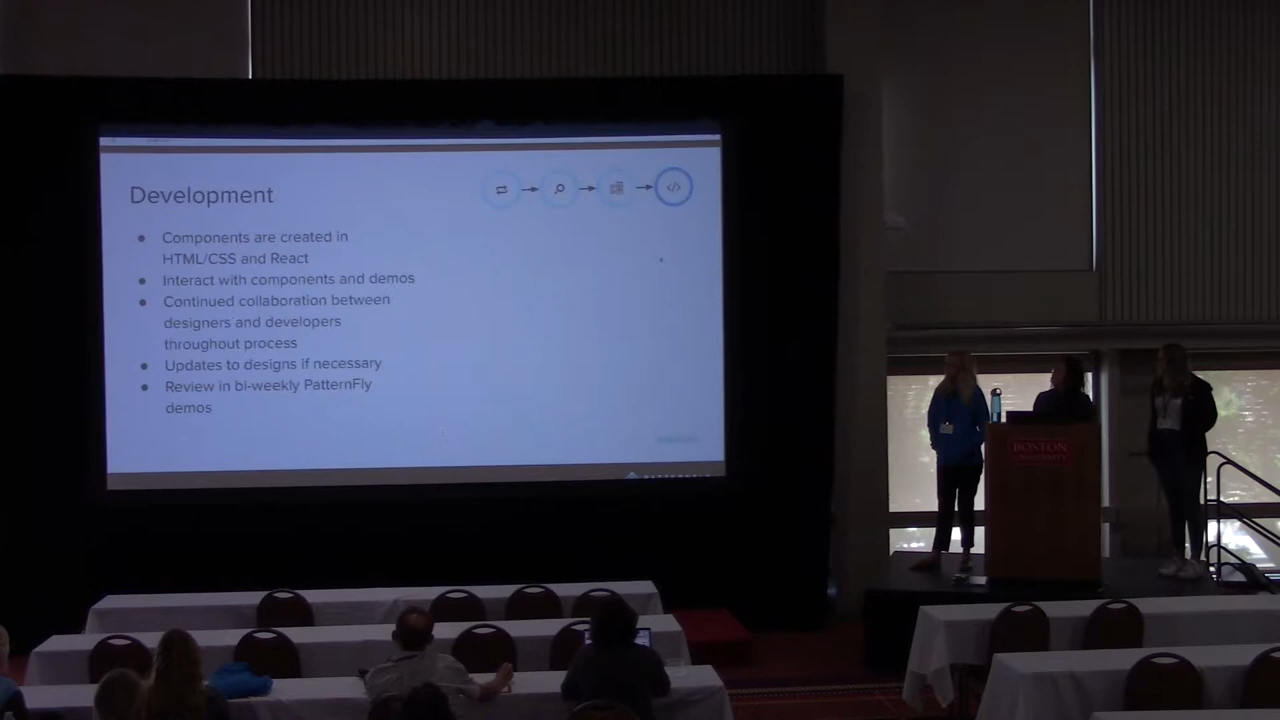 Development
</>
Components are created in
HTML/CSS and React
Interact with components and demos
Continued collaboration between
designers and developers
throughout process
Updates to designs if necessary
Review in bi-weekly PatternFly
demos
BOSTON
UNIVERSITY